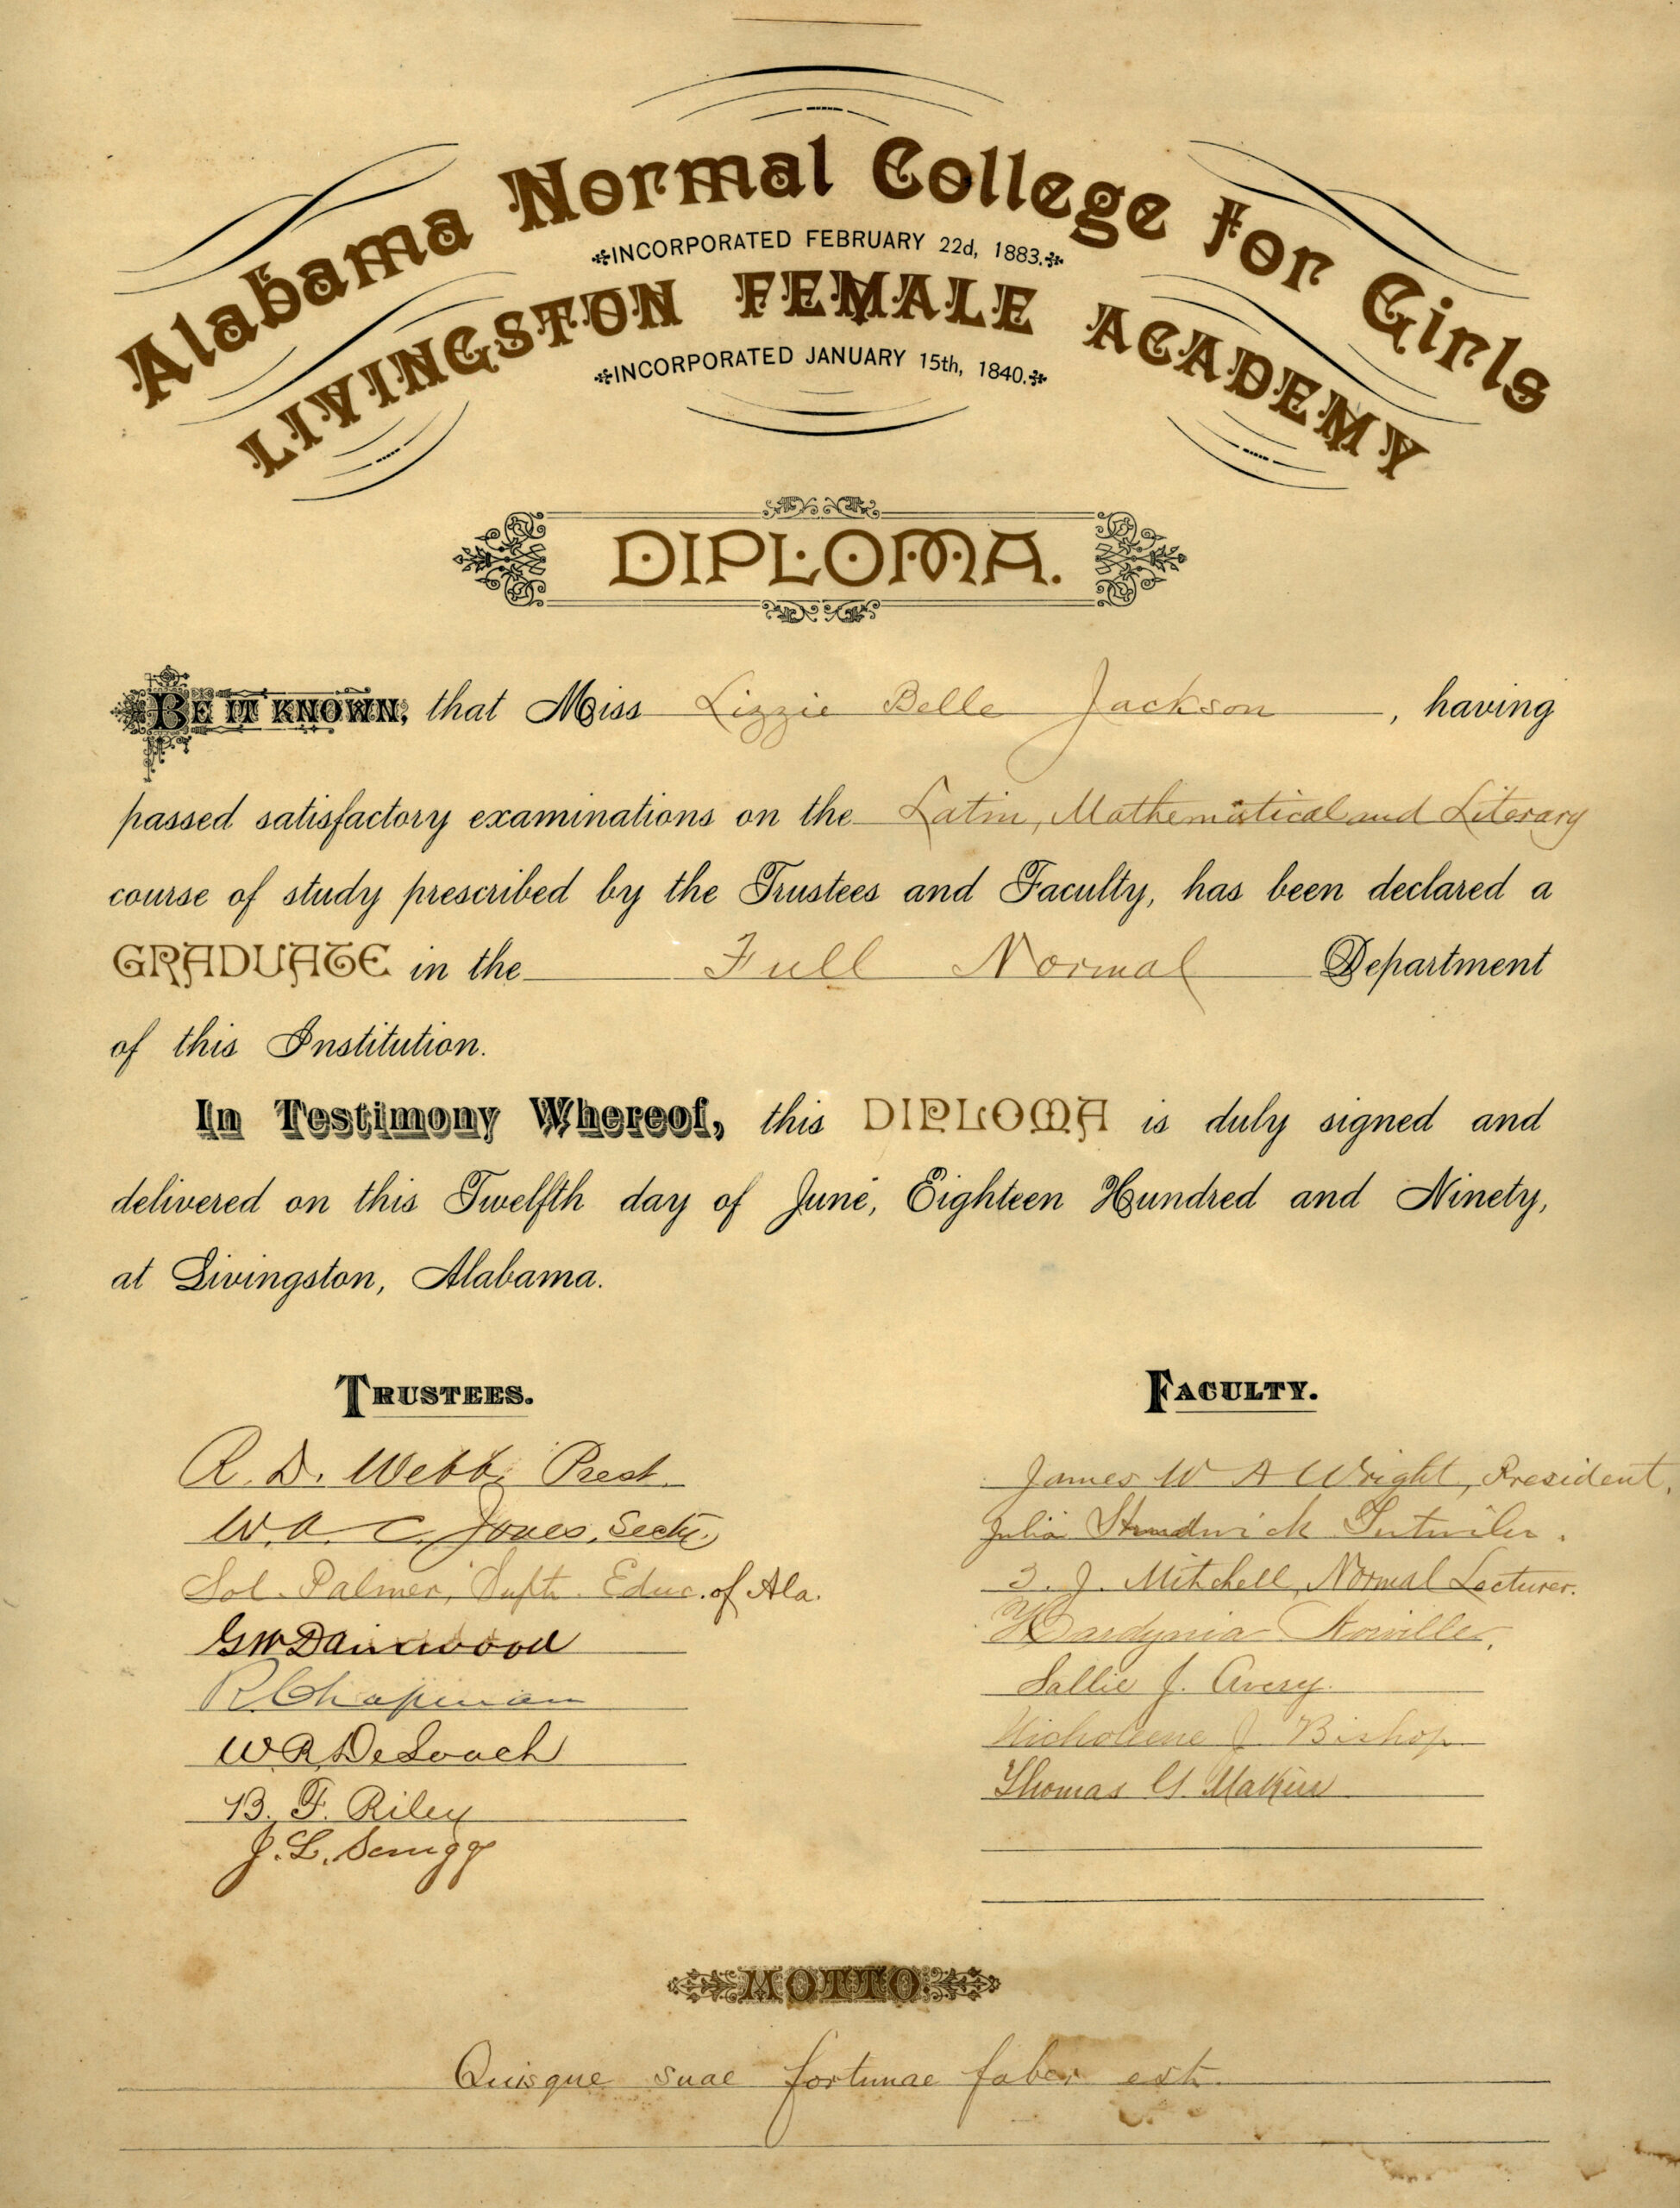 Alabama Normal College for Girls
INCORPORATED FEBRUARY 22d, 1883.
LIVINGSTON FEMALE ACADEMY
INCORPORATED JANUARY 15th, 1840.
DIPLOMA.
BE IT KNOWN, that Miss Lizzie Belle Jackson, having
passed satisfactory examinations on the Latin, Mathematical and Literary
course of study prescribed by the Trustees and Faculty, has been declared a
GRADUATE in the Full Normal Department
of this Institution.
In Testimony Whereof, this DIPLOMA is duly signed and
delivered on this Twelfth day of June, Eighteen Hundred and Ninety,
at Livingston, Alabama.
TRUSTEES.
R. D. Webb, Prest.
W. A. C. Jones, Secty.
Sol. Palmer, Supt. Educ. of Ala.
G W
R Chapman
W R DeLoach
B. F. Riley
J. L. Scruggs
FACULTY.
James W A Wright, President.
Julia Strudwick Tutwiler.
J. Mitchell, Normal Lecturer.
Sallie J. Avery.
J. Bishop
Thomas
MOTTO.
Quisque suae fortunae faber est.